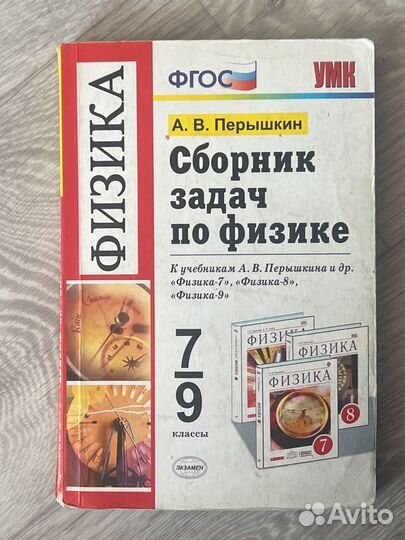 ФГОС
УМК
А. В. Перышкин
Сборник
задач
по физике
К учебникам А. В. Перышкина и др.
«Физика-7», «Физика-8»,
«Физика-9»
ФИЗИКА
7/9
классы
ФИЗИКА
ФИЗИКА
8
ФИЗИКА
7
ЭКЗАМЕН
Avito